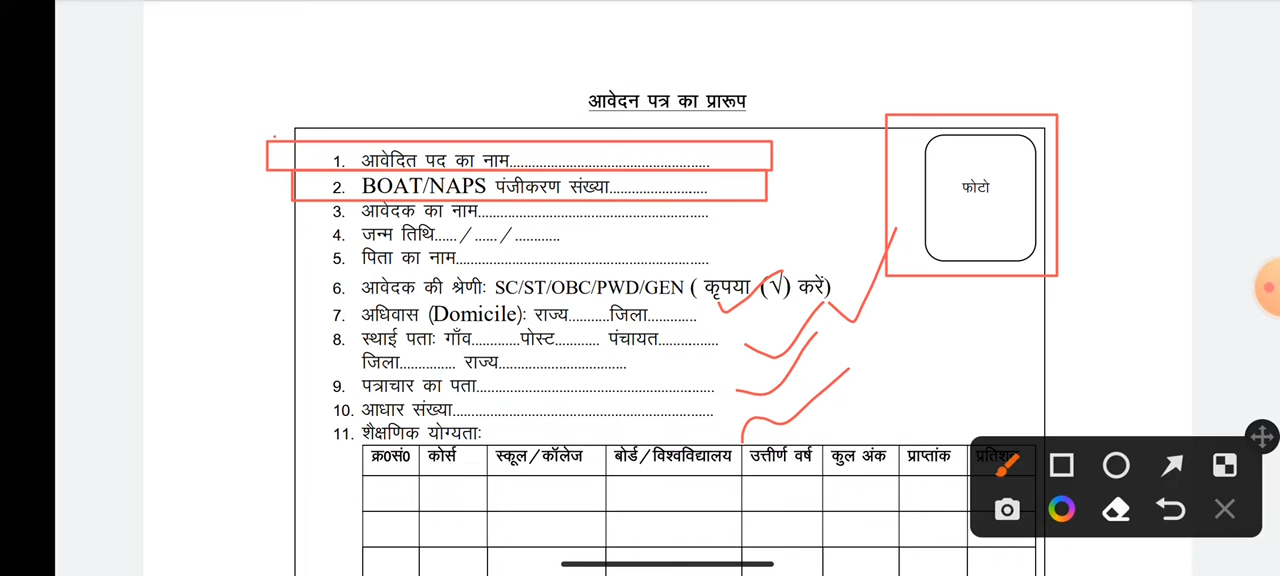 आवेदन पत्र का प्रारूप
1. आवेदित पद का नाम......................................................
2. BOAT/NAPS पंजीकरण संख्या..........................
3. आवेदक का नाम..............................................................
4. जन्म तिथि....../....../............
5. पिता का नाम....................................................................
6. आवेदक की श्रेणीः SC/ST/OBC/PWD/GEN ( कृपया (√) करें)
7. अधिवास (Domicile): राज्य...........जिला.............
8. स्थाई पताः गाँव.............पोस्ट............ पंचायत................
जिला............... राज्य..................................
9. पत्राचार का पता................................................................
10. आधार संख्या......................................................................
11. शैक्षणिक योग्यताः
फोटो
क्र0सं0 कोर्स स्कूल/कॉलेज बोर्ड/विश्वविद्यालय उत्तीर्ण वर्ष कुल अंक प्राप्तांक